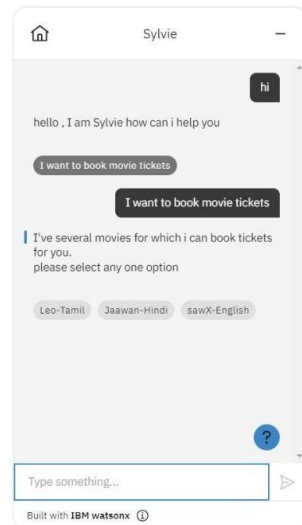 Sylvie
hi
hello , I am Sylvie how can i help you
I want to book movie tickets
I want to book movie tickets
I've several movies for which i can book tickets
for you.
please select any one option
Leo-Tamil Jaawan-Hindi sawX-English
?
Type something...
Built with IBM watsonx